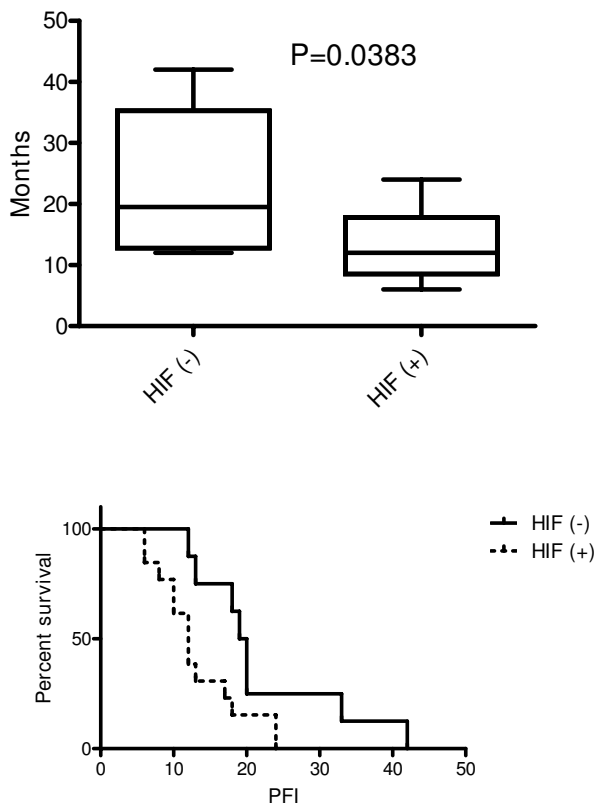 50
P=0.0383
40
30
Months
20
10
0
HIF (-)
HIF (+)
HIF (-)
HIF (+)
100
Percent survival
50
0
0 10 20 30 40 50
PFI